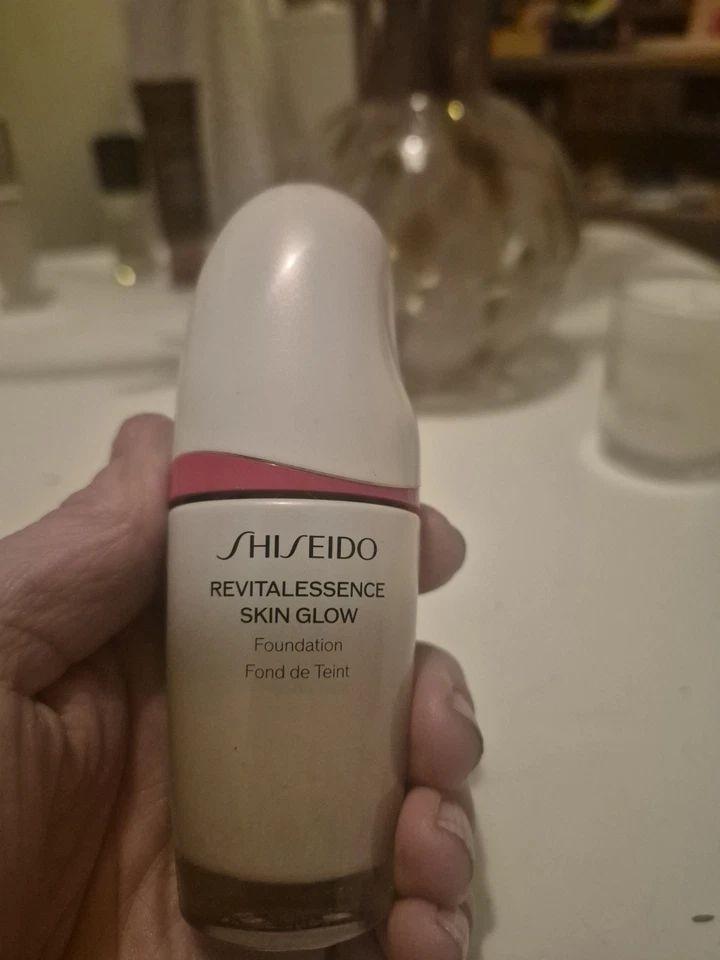 SHISEIDO
REVITALESSENCE
SKIN GLOW
Foundation
Fond de Teint